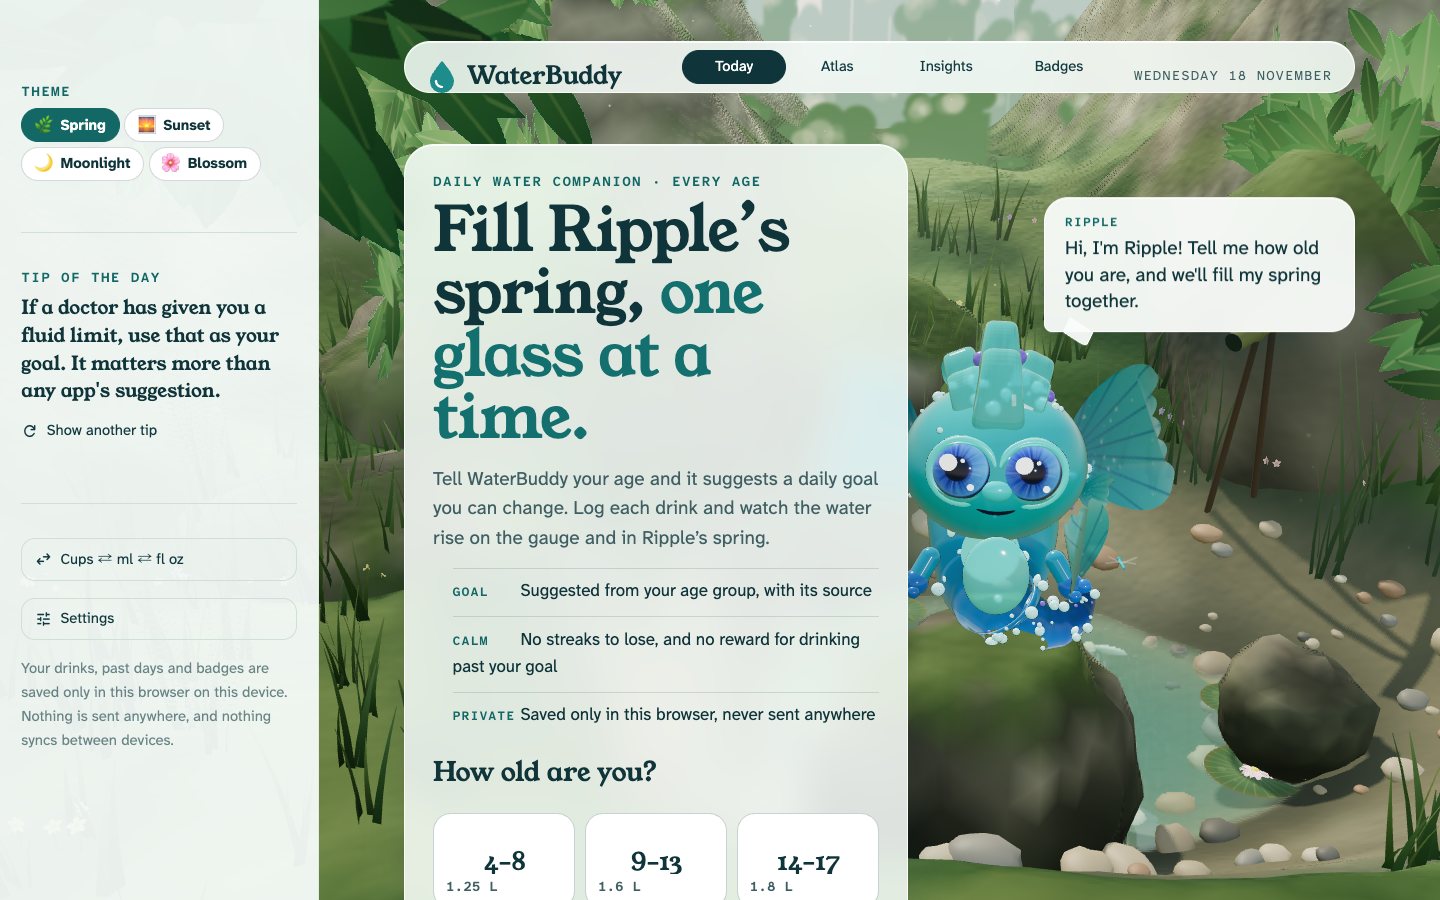 THEME
🌿 Spring
🌅 Sunset
🌙 Moonlight
🌸 Blossom
TIP OF THE DAY
If a doctor has given you a
fluid limit, use that as your
goal. It matters more than
any app's suggestion.
Show another tip
Cups ⇄ ml ⇄ fl oz
Settings
Your drinks, past days and badges are
saved only in this browser on this device.
Nothing is sent anywhere, and nothing
syncs between devices.
WaterBuddy
Today
Atlas
Insights
Badges
WEDNESDAY 18 NOVEMBER
DAILY WATER COMPANION · EVERY AGE
Fill Ripple’s
spring, one
glass at a
time.
Tell WaterBuddy your age and it suggests a daily goal
you can change. Log each drink and watch the water
rise on the gauge and in Ripple’s spring.
GOAL Suggested from your age group, with its source
CALM No streaks to lose, and no reward for drinking
past your goal
PRIVATE Saved only in this browser, never sent anywhere
How old are you?
4–8
1.25 L
9–13
1.6 L
14–17
1.8 L
RIPPLE
Hi, I'm Ripple! Tell me how old
you are, and we'll fill my spring
together.